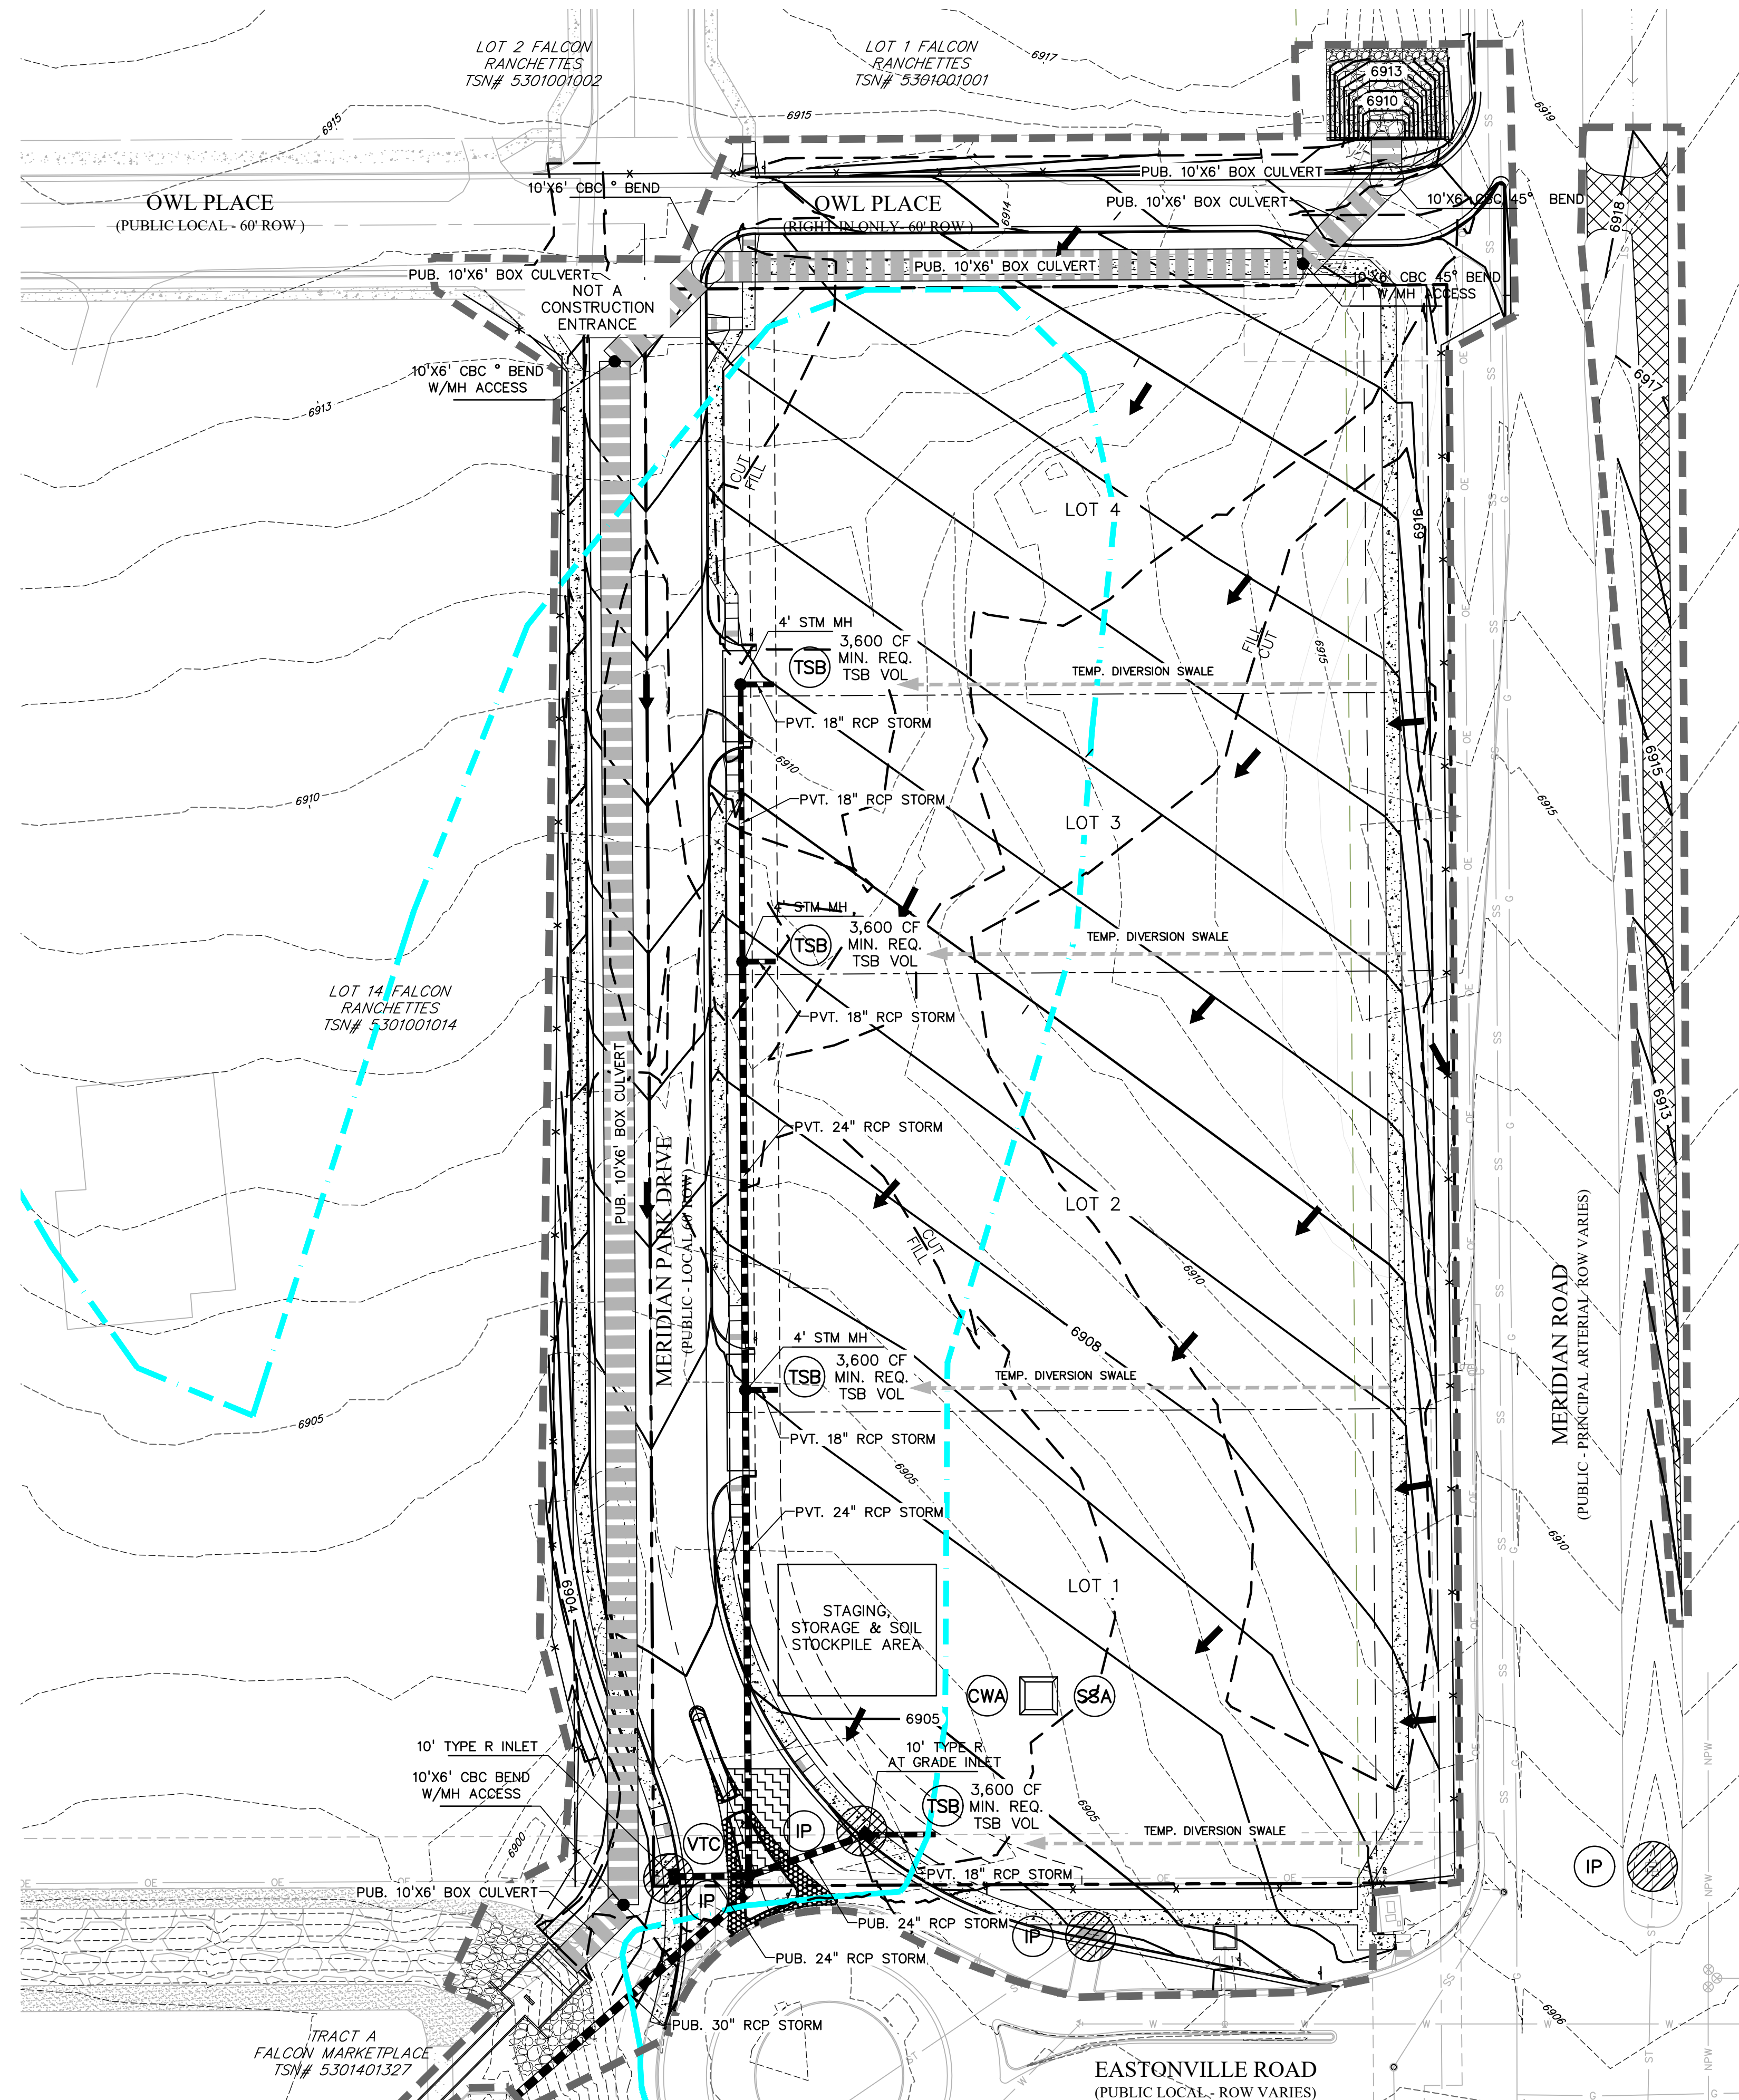 LOT 2 FALCON
RANCHETTES
TSN# 5301001002
LOT 1 FALCON
RANCHETTES
TSN# 5301001001
6917
6913
6910
6915
6915
6919
SS
PUB. 10'X6' BOX CULVERT
10'X6' CBC ° BEND
OWL PLACE
(PUBLIC LOCAL - 60' ROW )
OWL PLACE
(RIGHT-IN ONLY- 60' ROW )
6914
PUB. 10'X6' BOX CULVERT
10'X6' CBC 45° BEND
6918
PUB. 10'X6' BOX CULVERT
NOT A
CONSTRUCTION
ENTRANCE
PUB. 10'X6' BOX CULVERT
10'X6' CBC 45° BEND
W/MH ACCESS
10'X6' CBC ° BEND
W/MH ACCESS
6917
6913
CUT
FILL
LOT 4
6916
4' STM MH
TSB
3,600 CF
MIN. REQ.
TSB VOL
FILL
CUT
6915
TEMP. DIVERSION SWALE
PVT. 18" RCP STORM
6910
6915
6910
PVT. 18" RCP STORM
LOT 3
6915
4' STM MH
TSB
3,600 CF
MIN. REQ.
TSB VOL
TEMP. DIVERSION SWALE
LOT 14 FALCON
RANCHETTES
TSN# 5301001014
PVT. 18" RCP STORM
PUB. 10'X6' BOX CULVERT
6913
PVT. 24" RCP STORM
MERIDIAN PARK DRIVE
(PUBLIC - LOCAL 60' ROW)
LOT 2
CUT
FILL
6910
MERIDIAN ROAD
(PUBLIC - PRINCIPAL ARTERIAL ROW VARIES)
6908
4' STM MH
TSB
3,600 CF
MIN. REQ.
TSB VOL
TEMP. DIVERSION SWALE
6905
PVT. 18" RCP STORM
6905
PVT. 24" RCP STORM
6910
6904
LOT 1
STAGING,
STORAGE & SOIL
STOCKPILE AREA
CWA
SSA
6905
10' TYPE R INLET
10' TYPE R
AT GRADE INLET
10'X6' CBC BEND
W/MH ACCESS
TSB
3,600 CF
MIN. REQ.
TSB VOL
6905
TEMP. DIVERSION SWALE
6900
VTC
IP
IP
PVT. 18" RCP STORM
OE
OE
OE
PUB. 10'X6' BOX CULVERT
IP
PUB. 24" RCP STORM
IP
PUB. 24" RCP STORM
NPW
NPW
NPW
ST
ST
PUB. 30" RCP STORM
6906
TRACT A
FALCON MARKETPLACE
TSN# 5301401327
EASTONVILLE ROAD
(PUBLIC LOCAL - ROW VARIES)